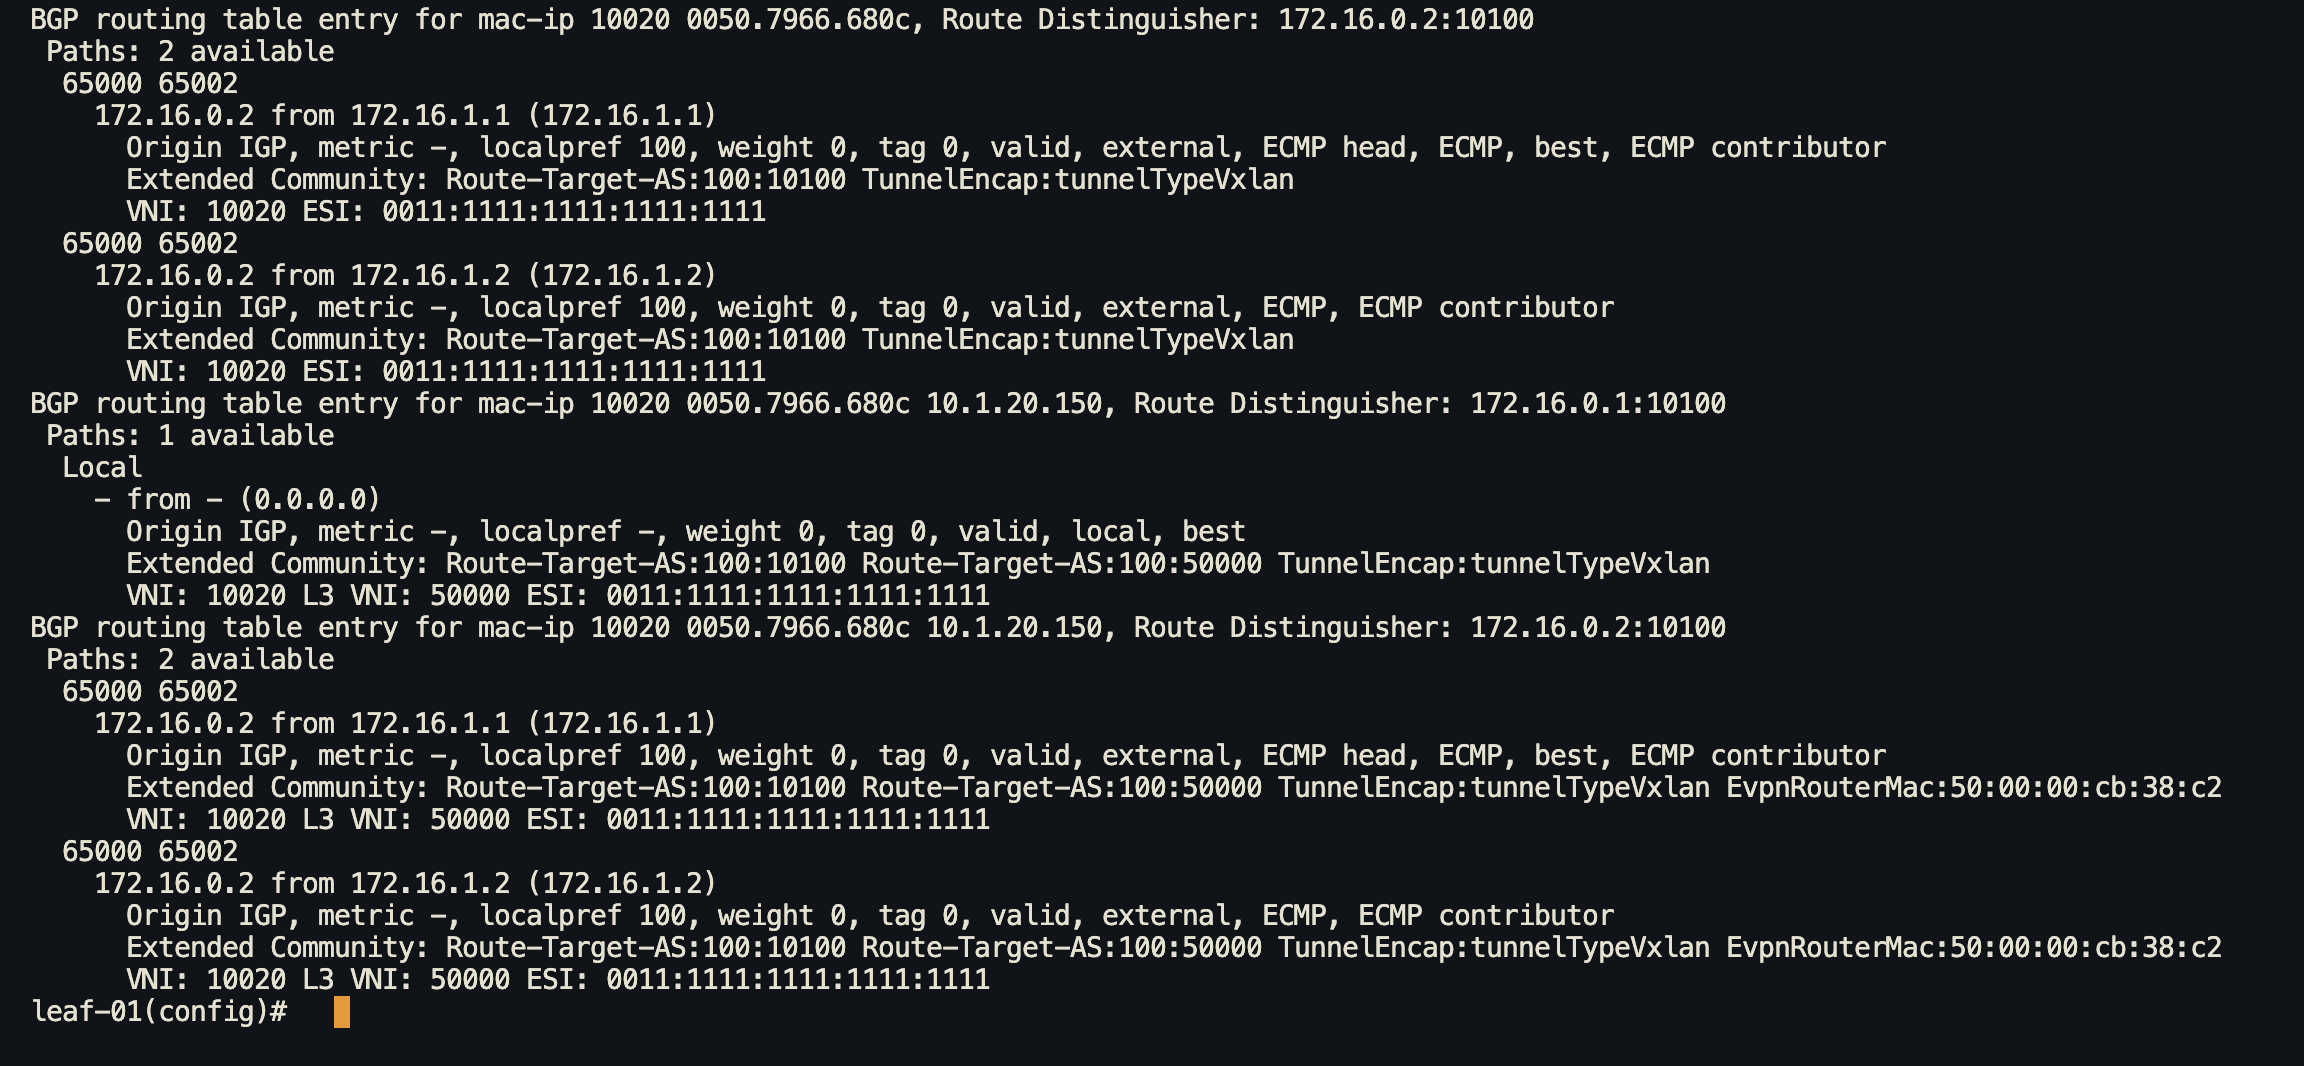 BGP routing table entry for mac-ip 10020 0050.7966.680c, Route Distinguisher: 172.16.0.2:10100
Paths: 2 available
65000 65002
172.16.0.2 from 172.16.1.1 (172.16.1.1)
Origin IGP, metric -, localpref 100, weight 0, tag 0, valid, external, ECMP head, ECMP, best, ECMP contributor
Extended Community: Route-Target-AS:100:10100 TunnelEncap:tunnelTypeVxlan
VNI: 10020 ESI: 0011:1111:1111:1111:1111
65000 65002
172.16.0.2 from 172.16.1.2 (172.16.1.2)
Origin IGP, metric -, localpref 100, weight 0, tag 0, valid, external, ECMP, ECMP contributor
Extended Community: Route-Target-AS:100:10100 TunnelEncap:tunnelTypeVxlan
VNI: 10020 ESI: 0011:1111:1111:1111:1111
BGP routing table entry for mac-ip 10020 0050.7966.680c 10.1.20.150, Route Distinguisher: 172.16.0.1:10100
Paths: 1 available
Local
- from - (0.0.0.0)
Origin IGP, metric -, localpref -, weight 0, tag 0, valid, local, best
Extended Community: Route-Target-AS:100:10100 Route-Target-AS:100:50000 TunnelEncap:tunnelTypeVxlan
VNI: 10020 L3 VNI: 50000 ESI: 0011:1111:1111:1111:1111
BGP routing table entry for mac-ip 10020 0050.7966.680c 10.1.20.150, Route Distinguisher: 172.16.0.2:10100
Paths: 2 available
65000 65002
172.16.0.2 from 172.16.1.1 (172.16.1.1)
Origin IGP, metric -, localpref 100, weight 0, tag 0, valid, external, ECMP head, ECMP, best, ECMP contributor
Extended Community: Route-Target-AS:100:10100 Route-Target-AS:100:50000 TunnelEncap:tunnelTypeVxlan EvpnRouterMac:50:00:00:cb:38:c2
VNI: 10020 L3 VNI: 50000 ESI: 0011:1111:1111:1111:1111
65000 65002
172.16.0.2 from 172.16.1.2 (172.16.1.2)
Origin IGP, metric -, localpref 100, weight 0, tag 0, valid, external, ECMP, ECMP contributor
Extended Community: Route-Target-AS:100:10100 Route-Target-AS:100:50000 TunnelEncap:tunnelTypeVxlan EvpnRouterMac:50:00:00:cb:38:c2
VNI: 10020 L3 VNI: 50000 ESI: 0011:1111:1111:1111:1111
leaf-01(config)#